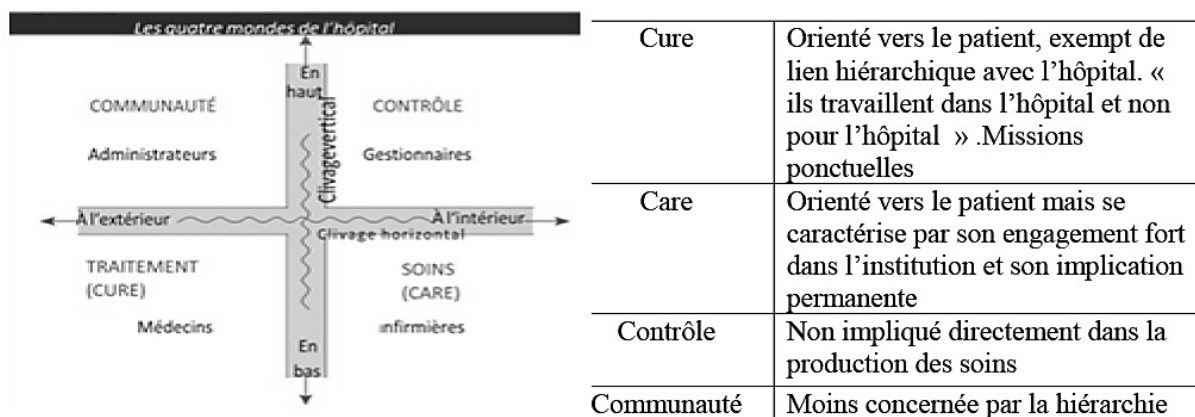 Les quatre mondes de l'hôpital
En
haut
COMMUNAUTÉ
CONTRÔLE
Clivagevertical
Administrateurs
Gestionnaires
À l'extérieur
À l'intérieur
Clivage horizontal
TRAITEMENT
(CURE)
SOINS
(CARE)
Médecins
nfirmières
En
bas
Cure
Orienté vers le patient, exempt de
lien hiérarchique avec l'hôpital. «
ils travaillent dans l'hôpital et non
pour l'hôpital » .Missions
ponctuelles
Care
Orienté vers le patient mais se
caractérise par son engagement fort
dans l'institution et son implication
permanente
Contrôle
Non impliqué directement dans la
production des soins
Communauté
Moins concernée par la hiérarchie